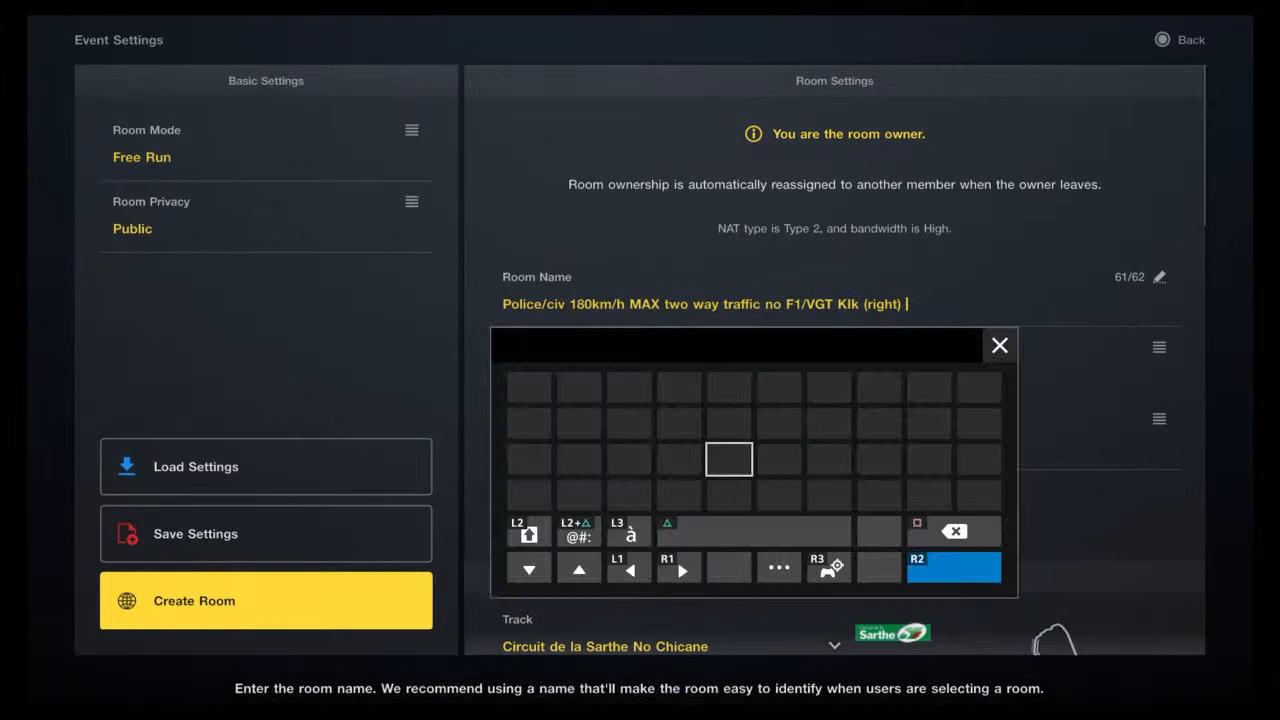 Event Settings
Back
Basic Settings
Room Mode
Free Run
Room Privacy
Public
Load Settings
Save Settings
Create Room
Room Settings
You are the room owner.
Room ownership is automatically reassigned to another member when the owner leaves.
NAT type is Type 2, and bandwidth is High.
Room Name
61/62
Police/civ 180km/h MAX two way traffic no F1/VGT Klk (right)
L2
L2+△
@#:
L3
à
△
L1
R1
...
R3
R2
Track
Circuit de la Sarthe No Chicane
Sarthe
Enter the room name. We recommend using a name that'll make the room easy to identify when users are selecting a room.